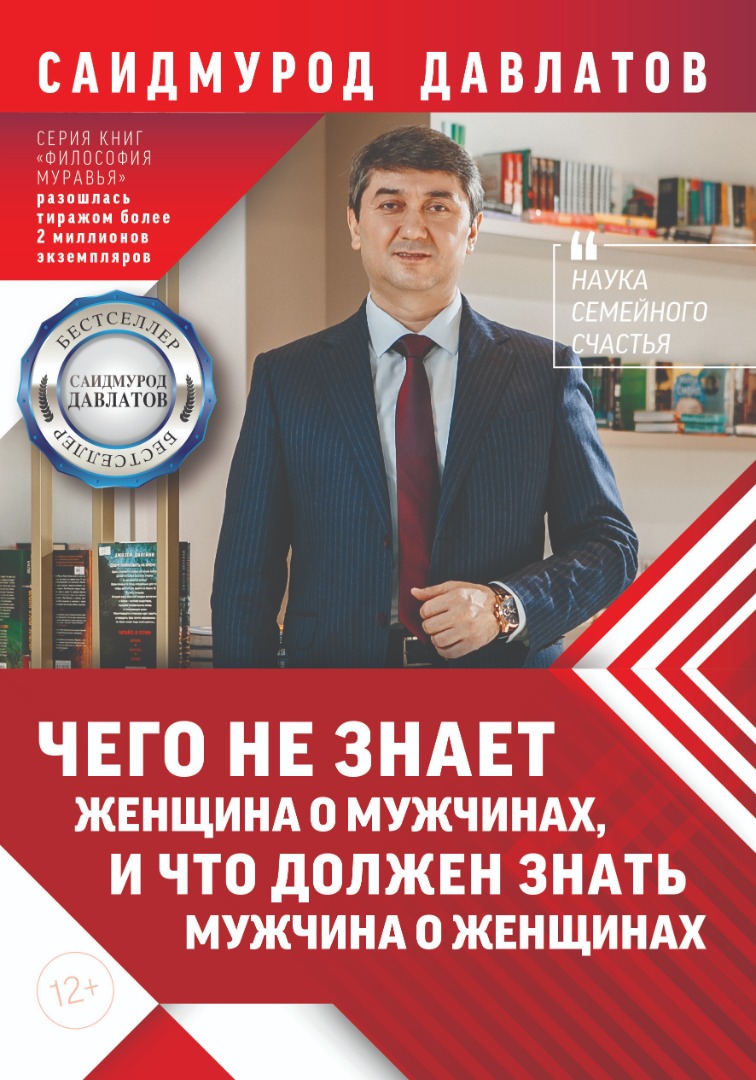 САИДМУРОД ДАВЛАТОВ
СЕРИЯ КНИГ
«ФИЛОСОФИЯ
МУРАВЬЯ»
разошлась
тиражом более
2 миллионов
экземпляров
БЕСТСЕЛЛЕР
САИДМУРОД
ДАВЛАТОВ
БЕСТСЕЛЛЕР
“
НАУКА
СЕМЕЙНОГО
СЧАСТЬЯ
ЧЕГО НЕ ЗНАЕТ
ЖЕНЩИНА О МУЖЧИНАХ,
И ЧТО ДОЛЖЕН ЗНАТЬ
МУЖЧИНА О ЖЕНЩИНАХ
12+